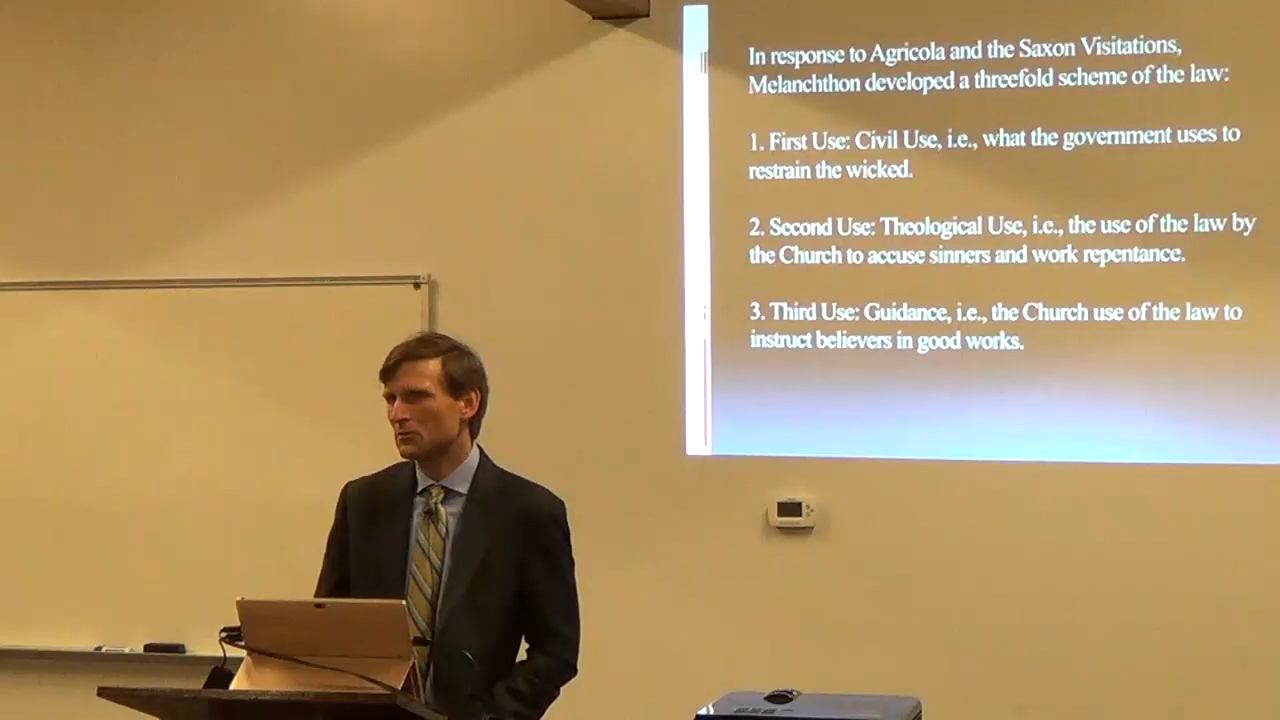 In response to Agricola and the Saxon Visitations,
Melanchthon developed a threefold scheme of the law:
1. First Use: Civil Use, i.e., what the government uses to
restrain the wicked.
2. Second Use: Theological Use, i.e., the use of the law by
the Church to accuse sinners and work repentance.
3. Third Use: Guidance, i.e., the Church use of the law to
instruct believers in good works.